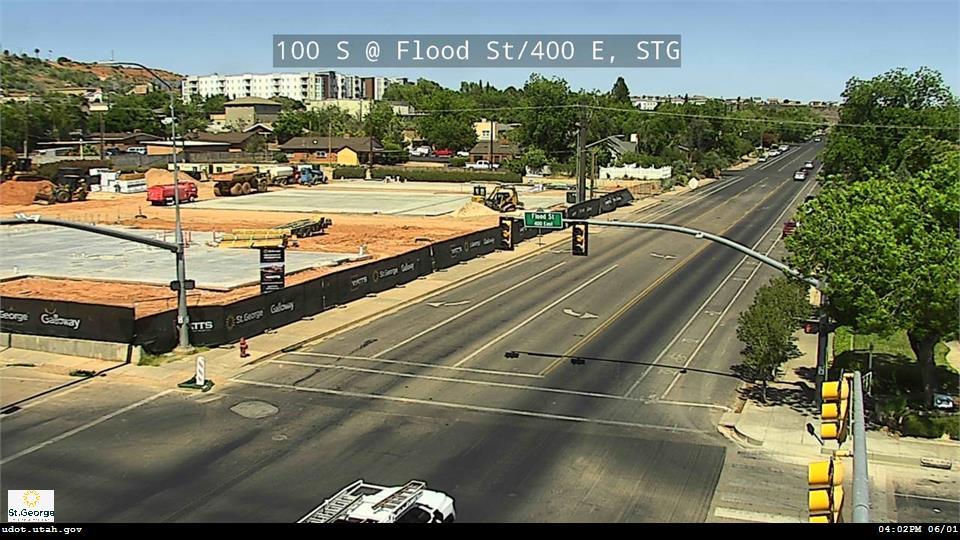 100 S @ Flood St/400 E, STG
Flood St
400 East
St.George Galloway
George
Galloway
St.George
Galloway
St.George
udot.utah.gov
04:02PM 06/01